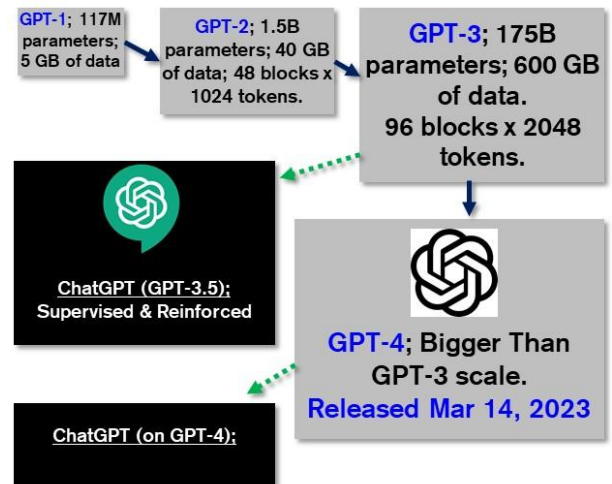 GPT-1; 117M
parameters;
5 GB of data
GPT-2; 1.5B
parameters; 40 GB
of data; 48 blocks x
1024 tokens.
GPT-3; 175B
parameters; 600 GB
of data.
96 blocks x 2048
tokens.
ChatGPT (GPT-3.5);
Supervised & Reinforced
GPT-4; Bigger Than
GPT-3 scale.
Released Mar 14, 2023
ChatGPT (on GPT-4);